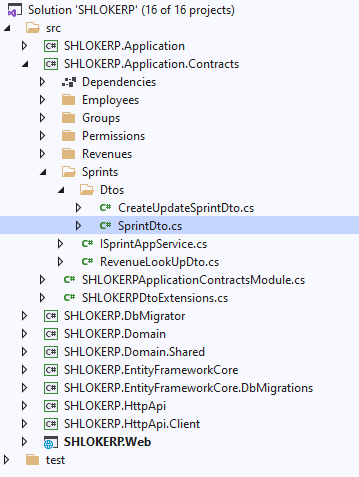 Solution 'SHLOKERP' (16 of 16 projects)
src
SHLOKERP.Application
SHLOKERP.Application.Contracts
Dependencies
Employees
Groups
Permissions
Revenues
Sprints
Dtos
C# CreateUpdateSprintDto.cs
C# SprintDto.cs
C# ISprintAppService.cs
C# RevenueLookUpDto.cs
C# SHLOKERPApplicationContractsModule.cs
C# SHLOKERPDtoExtensions.cs
C# SHLOKERP.DbMigrator
C# SHLOKERP.Domain
C# SHLOKERP.Domain.Shared
C# SHLOKERP.EntityFrameworkCore
C# SHLOKERP.EntityFrameworkCore.DbMigrations
C# SHLOKERP.HttpApi
C# SHLOKERP.HttpApi.Client
SHLOKERP.Web
test